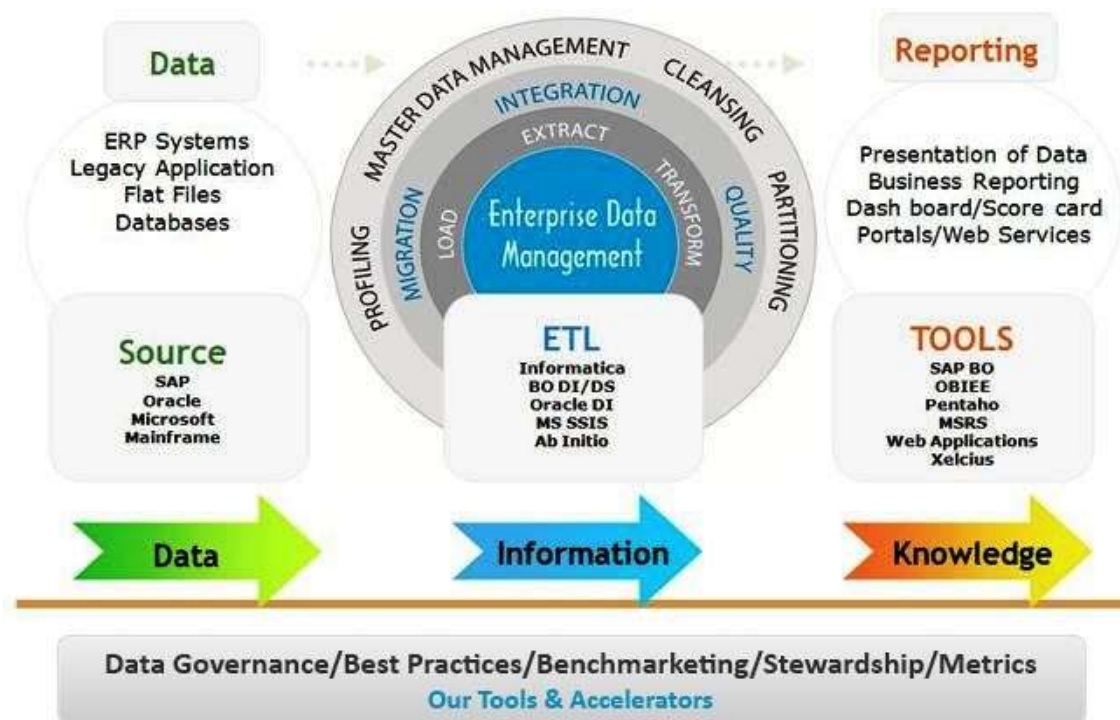 Data
ERP Systems
Legacy Application
Flat Files
Databases
Source
SAP
Oracle
Microsoft
Mainframe
PROFILING
MASTER DATA MANAGEMENT
CLEANSING
PARTITIONING
MIGRATION
INTEGRATION
QUALITY
LOAD
EXTRACT
TRANSFORM
Enterprise Data
Management
ETL
Informatica
BO DI/DS
Oracle DI
MS SSIS
Ab Initio
Reporting
Presentation of Data
Business Reporting
Dash board/Score card
Portals/Web Services
TOOLS
SAP BO
OBIEE
Pentaho
MSRS
Web Applications
Xelcius
Data
Information
Knowledge
Data Governance/Best Practices/Benchmarketing/Stewardship/Metrics
Our Tools & Accelerators